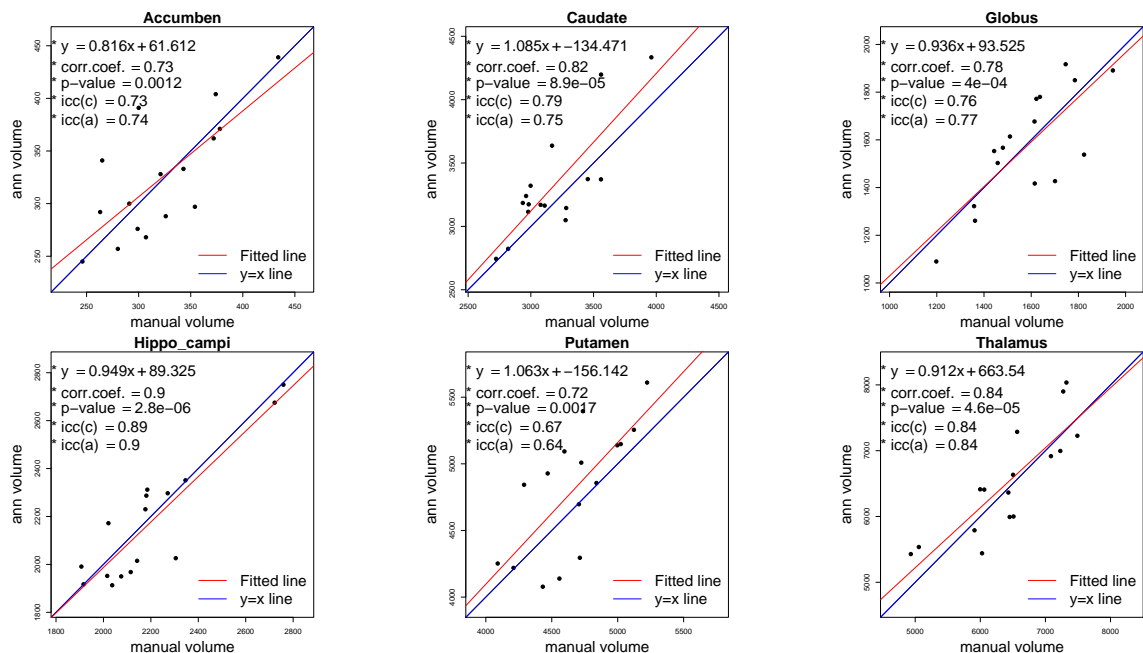 Accumben
* y = 0.816x + 61.612
* corr.coef. = 0.73
* p-value = 0.0012
* icc(c) = 0.73
* icc(a) = 0.74
Fitted line
y=x line
250 300 350 400 450
250 300 350 400 450
manual volume
ann volume
Caudate
* y = 1.085x + -134.471
* corr.coef. = 0.82
* p-value = 8.9e-05
* icc(c) = 0.79
* icc(a) = 0.75
Fitted line
y=x line
2500 3000 3500 4000 4500
2500 3000 3500 4000 4500
manual volume
ann volume
Globus
* y = 0.936x + 93.525
* corr.coef. = 0.78
* p-value = 4e-04
* icc(c) = 0.76
* icc(a) = 0.77
Fitted line
y=x line
1000 1200 1400 1600 1800 2000
1000 1200 1400 1600 1800 2000
manual volume
ann volume
Hippo_campi
* y = 0.949x + 89.325
* corr.coef. = 0.9
* p-value = 2.8e-06
* icc(c) = 0.89
* icc(a) = 0.9
Fitted line
y=x line
1800 2000 2200 2400 2600 2800
1800 2000 2200 2400 2600 2800
manual volume
ann volume
Putamen
* y = 1.063x + -156.142
* corr.coef. = 0.72
* p-value = 0.0017
* icc(c) = 0.67
* icc(a) = 0.64
Fitted line
y=x line
4000 4500 5000 5500
4000 4500 5000 5500
manual volume
ann volume
Thalamus
* y = 0.912x + 663.54
* corr.coef. = 0.84
* p-value = 4.6e-05
* icc(c) = 0.84
* icc(a) = 0.84
Fitted line
y=x line
5000 6000 7000 8000
5000 6000 7000 8000
manual volume
ann volume